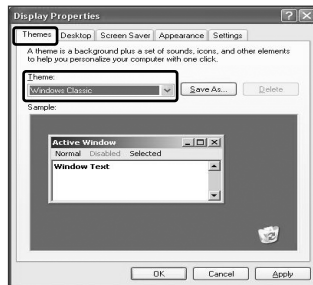 Display Properties
Themes Desktop Screen Saver Appearance Settings
A theme is a background plus a set of sounds, icons, and other elements
to help you personalize your computer with one click.
Theme:
Windows Classic Save As... Delete
Sample:
Active Window
Normal Disabled Selected
Window Text
OK Cancel Apply